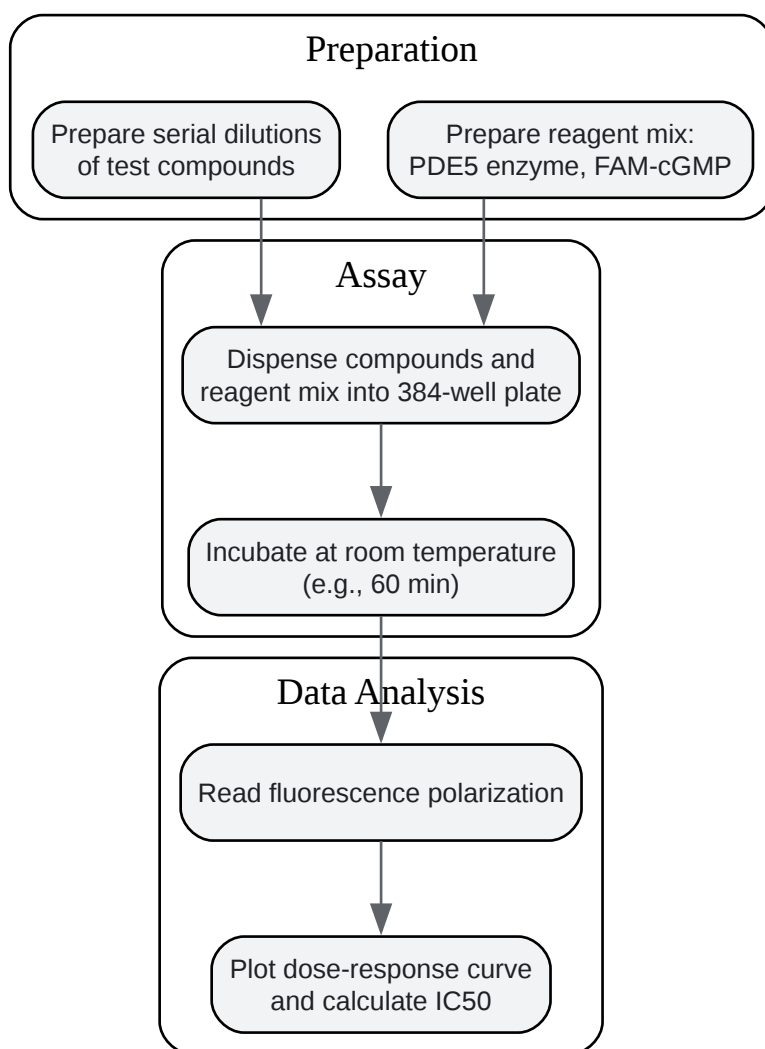 Preparation
Prepare serial dilutions
of test compounds
Prepare reagent mix:
PDE5 enzyme, FAM-cGMP
Assay
Dispense compounds and
reagent mix into 384-well plate
Incubate at room temperature
(e.g., 60 min)
Data Analysis
Read fluorescence polarization
Plot dose-response curve
and calculate IC50